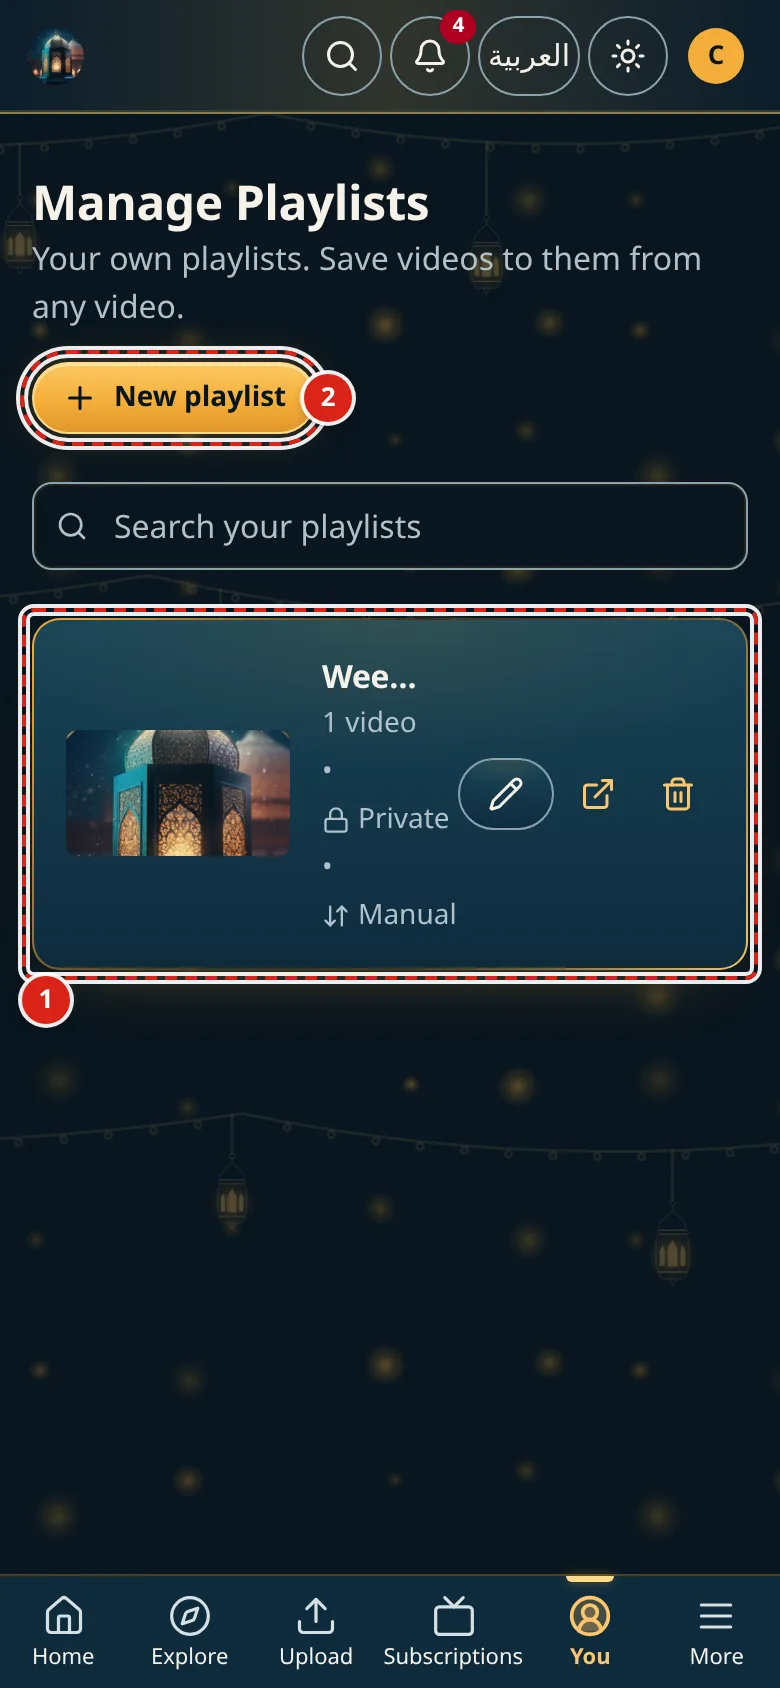 4
العربية
C
Manage Playlists
Your own playlists. Save videos to them from
any video.
New playlist
2
Search your playlists
Wee...
1 video
•
Private
•
Manual
1
Home
Explore
Upload
Subscriptions
You
More